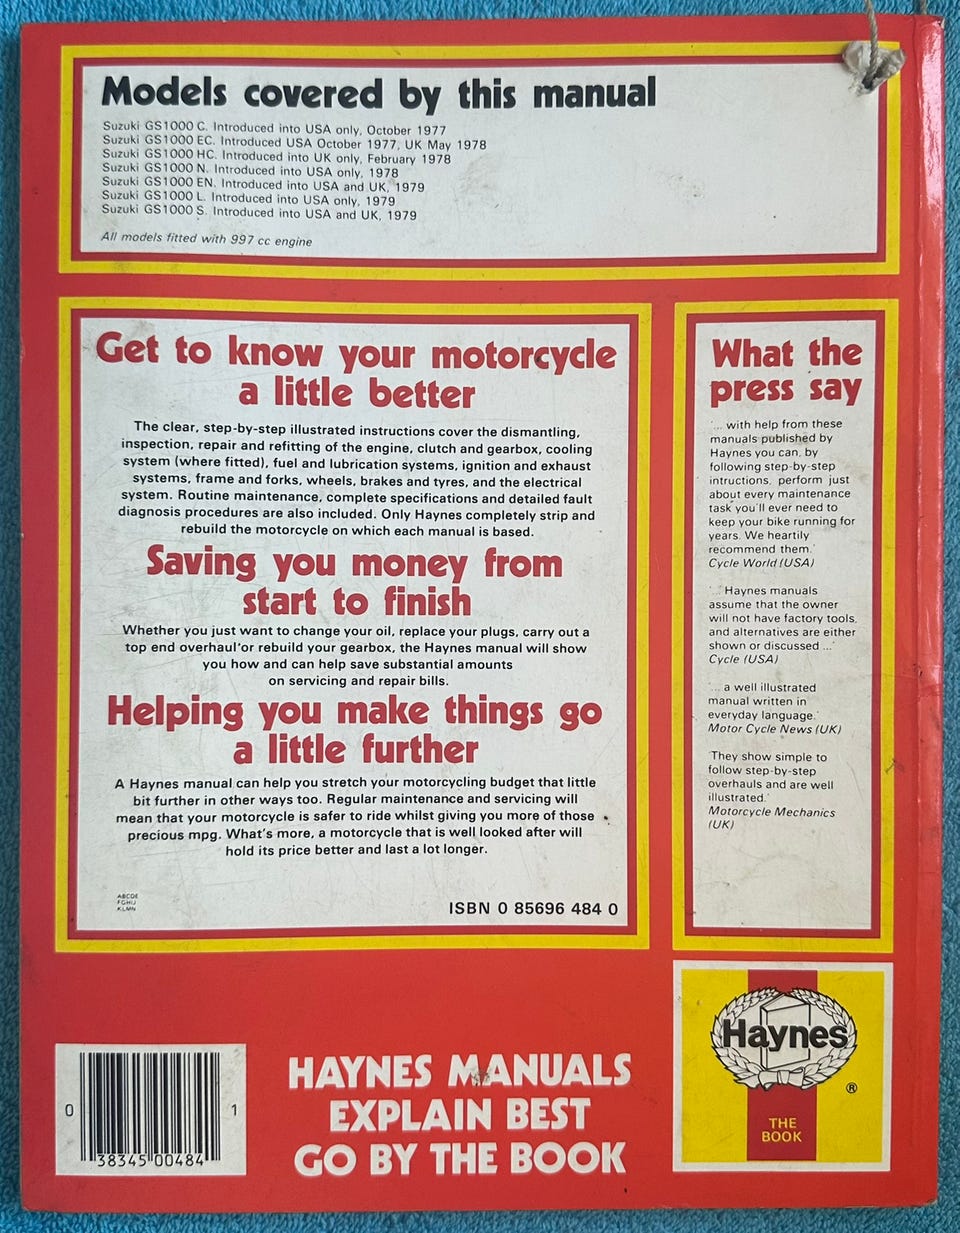 Models covered by this manual
Suzuki GS1000 C. Introduced into USA only, October 1977
Suzuki GS1000 EC. Introduced USA October 1977, UK May 1978
Suzuki GS1000 HC. Introduced into UK only, February 1978
Suzuki GS1000 N. Introduced into USA only, 1978
Suzuki GS1000 EN. Introduced into USA and UK, 1979
Suzuki GS1000 L. Introduced into USA only, 1979
Suzuki GS1000 S. Introduced into USA and UK, 1979
All models fitted with 997 cc engine
Get to know your motorcycle
a little better
The clear, step-by-step illustrated instructions cover the dismantling,
inspection, repair and refitting of the engine, clutch and gearbox, cooling
system (where fitted), fuel and lubrication systems, ignition and exhaust
systems, frame and forks, wheels, brakes and tyres, and the electrical
system. Routine maintenance, complete specifications and detailed fault
diagnosis procedures are also included. Only Haynes completely strip and
rebuild the motorcycle on which each manual is based.
Saving you money from
start to finish
Whether you just want to change your oil, replace your plugs, carry out a
top end overhaul or rebuild your gearbox, the Haynes manual will show
you how and can help save substantial amounts
on servicing and repair bills.
Helping you make things go
a little further
A Haynes manual can help you stretch your motorcycling budget that little
bit further in other ways too. Regular maintenance and servicing will
mean that your motorcycle is safer to ride whilst giving you more of those
precious mpg. What's more, a motorcycle that is well looked after will
hold its price better and last a lot longer.
ABCDE
FGHIJ
KLMN
ISBN 0 85696 484 0
What the
press say
'... with help from these
manuals published by
Haynes you can, by
following step-by-step
intructions, perform just
about every maintenance
task you'll ever need to
keep your bike running for
years. We heartily
recommend them.'
Cycle World (USA)
'... Haynes manuals
assume that the owner
will not have factory tools,
and alternatives are either
shown or discussed ...'
Cycle (USA)
'... a well illustrated
manual written in
everyday language.'
Motor Cycle News (UK)
'They show simple to
follow step-by-step
overhauls and are well
illustrated.'
Motorcycle Mechanics
(UK)
0 38345 00484 1
HAYNES MANUALS
EXPLAIN BEST
GO BY THE BOOK
Haynes
®
THE
BOOK